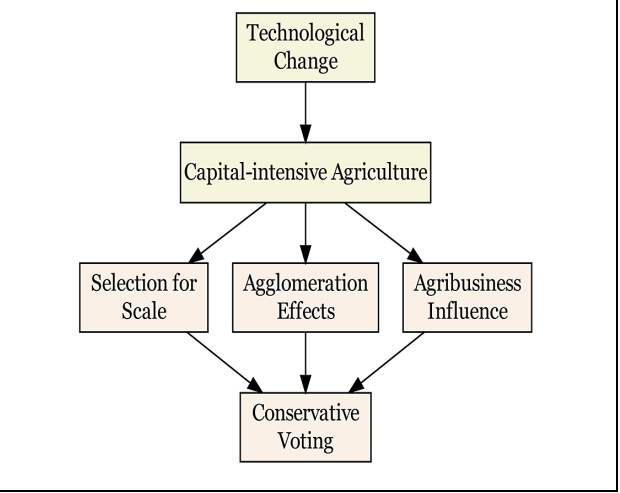 Technological
Change
Capital-intensive Agriculture
Selection for
Scale
Agglomeration
Effects
Agribusiness
Influence
Conservative
Voting